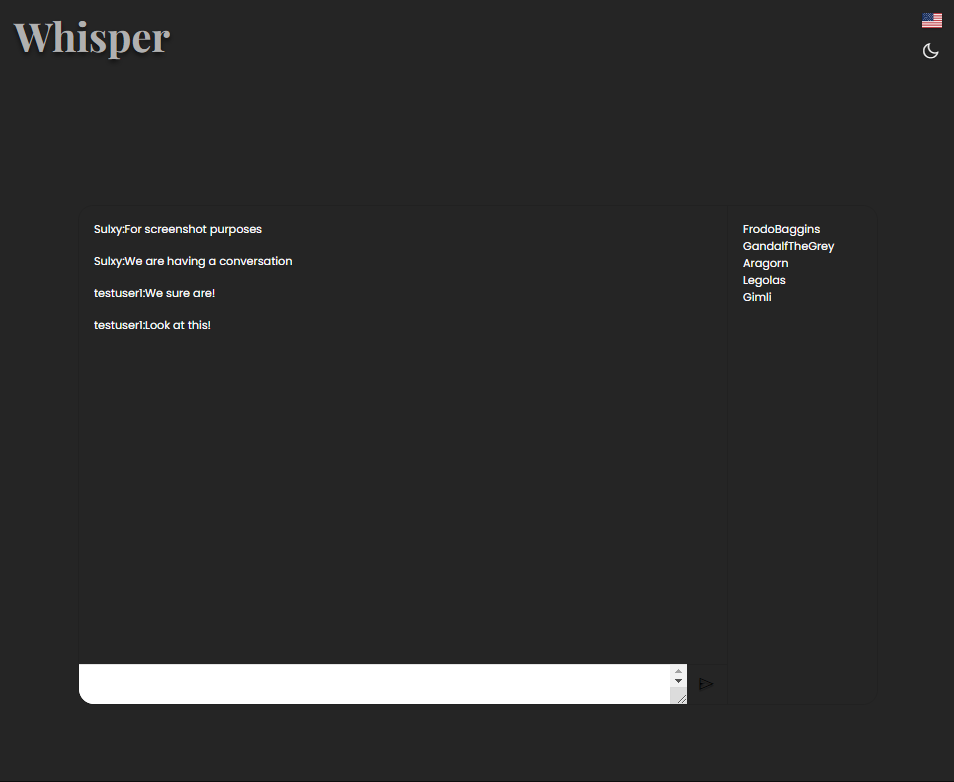 Whisper
Sulxy:For screenshot purposes
Sulxy:We are having a conversation
testuser1:We sure are!
testuser1:Look at this!
FrodoBaggins
GandalfTheGrey
Aragorn
Legolas
Gimli